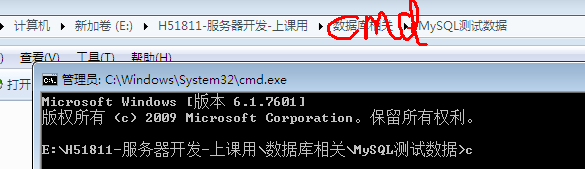 计算机 ▸ 新加卷 (E:) ▸ H51811-服务器开发-上课用 ▸ 数据库相关 ▸ MySQL测试数据
cmd
查看(V) 工具(T) 帮助(H)
打开
管理员: C:\Windows\System32\cmd.exe
Microsoft Windows [版本 6.1.7601]
版权所有 (c) 2009 Microsoft Corporation。保留所有权利。
E:\H51811-服务器开发-上课用\数据库相关\MySQL测试数据>c